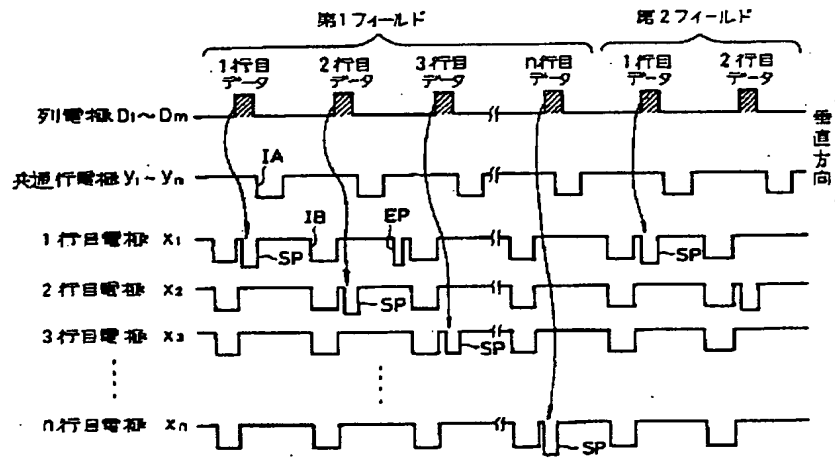 第1フィールド
第2フィールド
1行目
データ
2行目
データ
3行目
データ
n行目
データ
1行目
データ
2行目
データ
列電極 D1〜Dm
垂直方向
共通行電極 y1〜yn
IA
1行目電極 x1
IB
EP
SP
SP
2行目電極 x2
SP
3行目電極 x3
SP
n行目電極 xn
SP